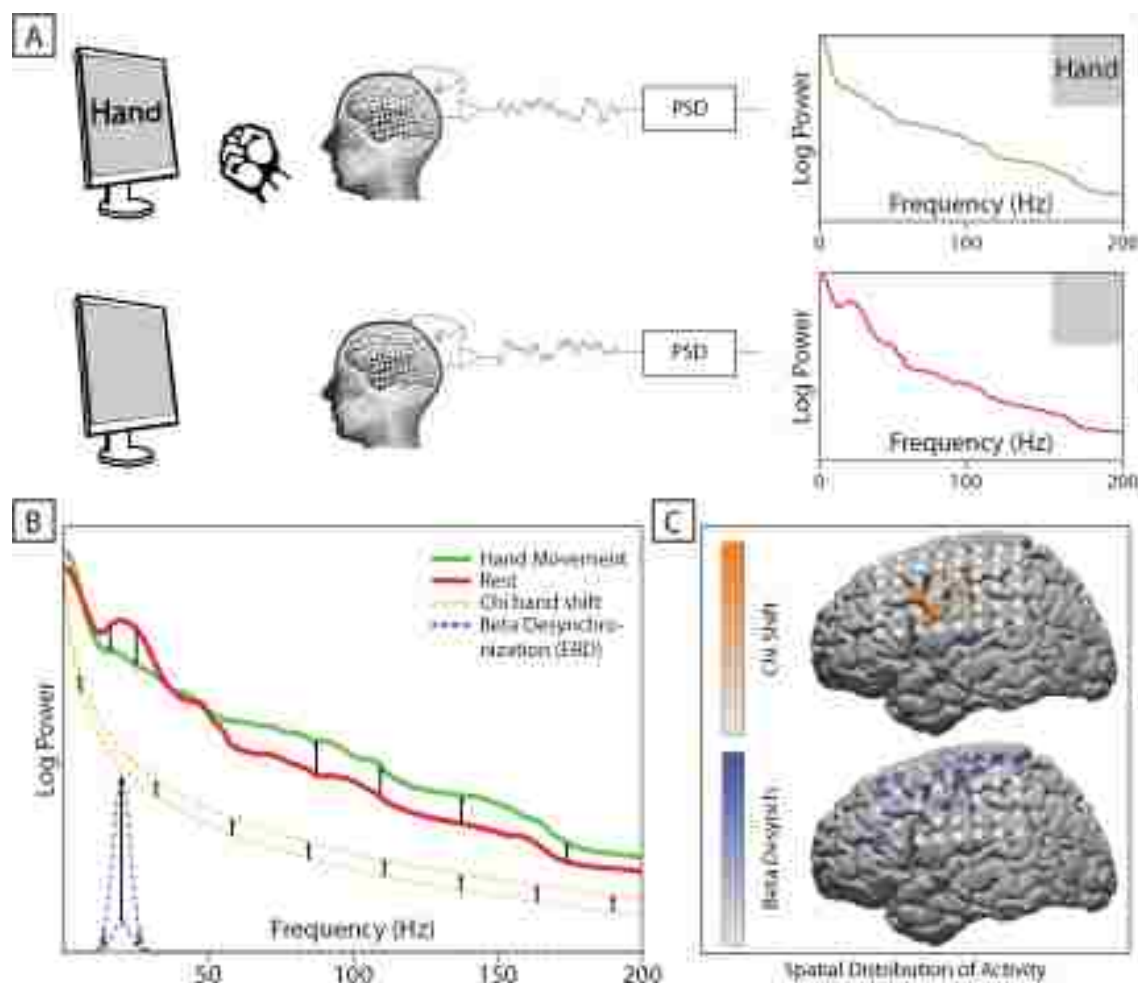 A
Hand
PSD
Hand
Log Power
Frequency (Hz)
0
100
200
PSD
Log Power
Frequency (Hz)
0
100
200
B
Hand Movement
Rest
Chi hand shift
Beta Desynchro-
nization (ERD)
Log Power
Frequency (Hz)
50
100
150
200
C
Chi Shift
Beta Desynch
Spatial Distribution of Activity